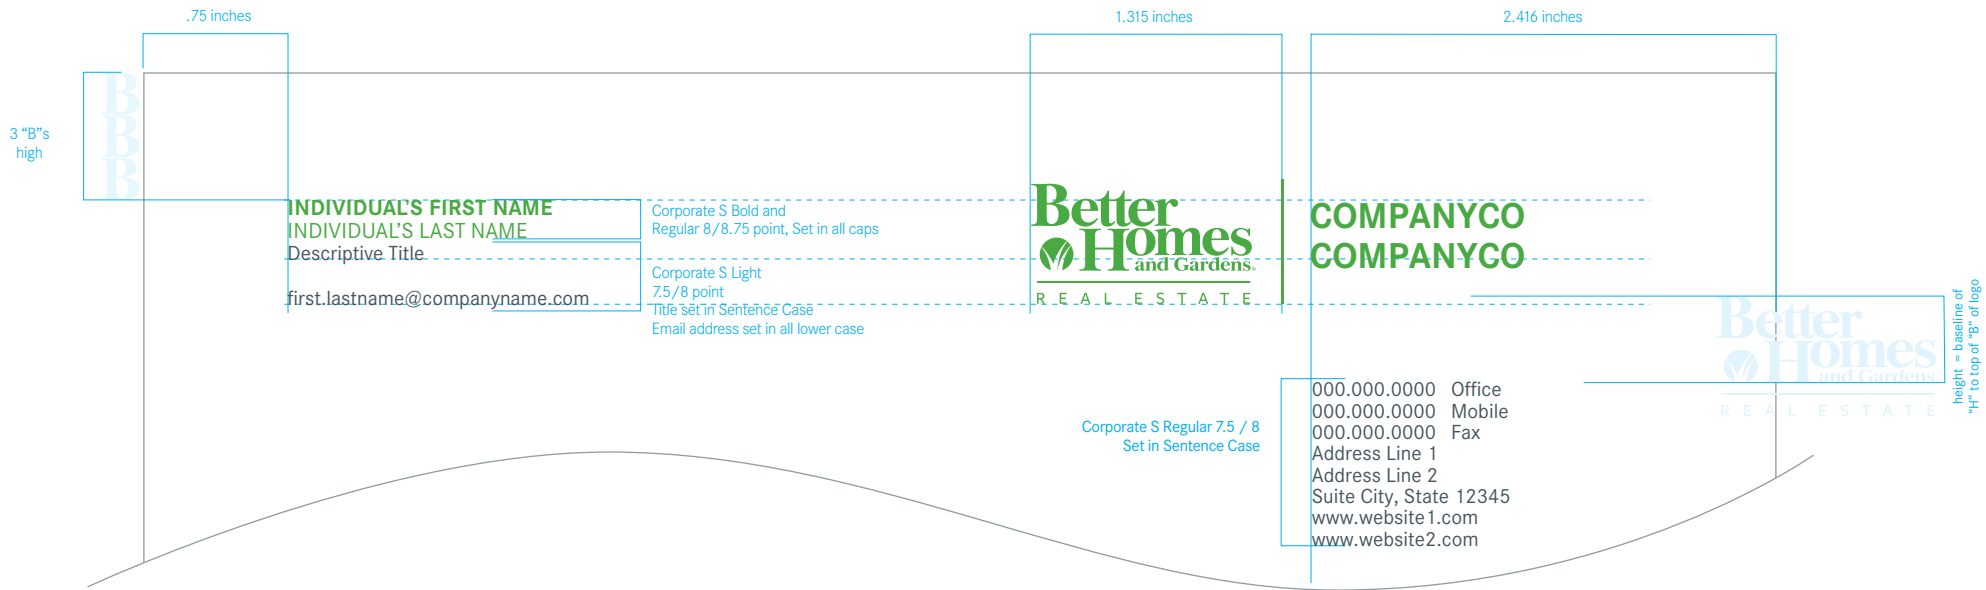 .75 inches
1.315 inches
2.416 inches
B
B
B
3 “B”s
high
INDIVIDUAL’S FIRST NAME
INDIVIDUAL’S LAST NAME
Descriptive Title
first.lastname@companyname.com
Corporate S Bold and
Regular 8/8.75 point, Set in all caps
Corporate S Light
7.5/8 point
Title set in Sentence Case
Email address set in all lower case
Better
Homes
and Gardens®
REAL ESTATE
COMPANYCO
COMPANYCO
Better
Homes
and Gardens
REAL ESTATE
height = baseline of
“H” to top of “B” of logo
Corporate S Regular 7.5 / 8
Set in Sentence Case
000.000.0000 Office
000.000.0000 Mobile
000.000.0000 Fax
Address Line 1
Address Line 2
Suite City, State 12345
www.website1.com
www.website2.com